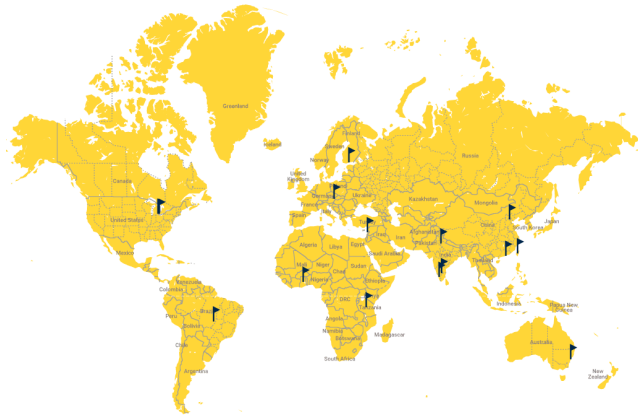 Greenland
Iceland
Finland
Sweden
Norway
Russia
Canada
United
Kingdom
Germany
Ukraine
France
Kazakhstan
Mongolia
United States
Spain
Italy
Japan
South Korea
China
Iraq
Iran
Afghanistan
Pakistan
Algeria
Libya
Egypt
Saudi Arabia
India
Mexico
Mali
Niger
Chad
Sudan
Thailand
Nigeria
Ethiopia
Venezuela
Colombia
DRC
Kenya
Indonesia
Papua New
Guinea
Tanzania
Brazil
Peru
Angola
Bolivia
Namibia
Botswana
Madagascar
Chile
Australia
South Africa
Argentina
New
Zealand